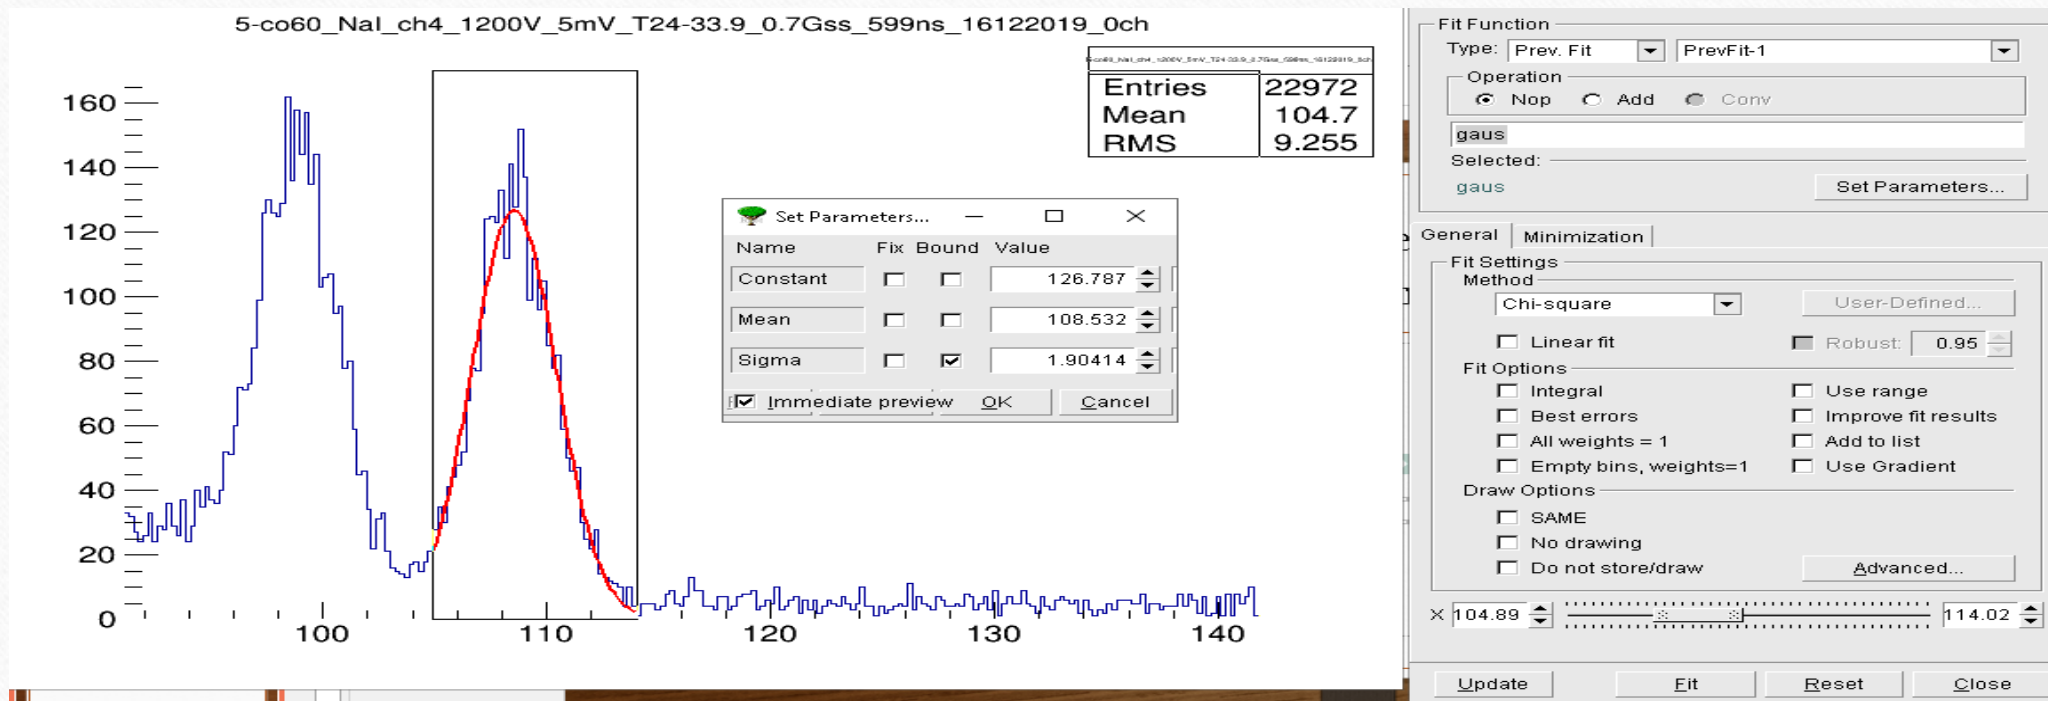 5-co60_NaI_ch4_1200V_5mV_T24-33.9_0.7Gss_599ns_16122019_0ch
5-co60_NaI_ch4_1200V_5mV_T24-33.9_0.7Gss_599ns_16122019_0ch
Entries 22972
Mean 104.7
RMS 9.255
160
140
120
100
80
60
40
20
0
100 110 120 130 140
Set Parameters...
Name Fix Bound Value
Constant 126.787
Mean 108.532
Sigma 1.90414
Immediate preview OK Cancel
Fit Function
Type: Prev. Fit PrevFit-1
Operation
Nop Add Conv
gaus
Selected:
gaus Set Parameters...
General Minimization
Fit Settings
Method
Chi-square User-Defined...
Linear fit Robust: 0.95
Fit Options
Integral Use range
Best errors Improve fit results
All weights = 1 Add to list
Empty bins, weights=1 Use Gradient
Draw Options
SAME
No drawing
Do not store/draw Advanced...
X 104.89 114.02
Update Fit Reset Close